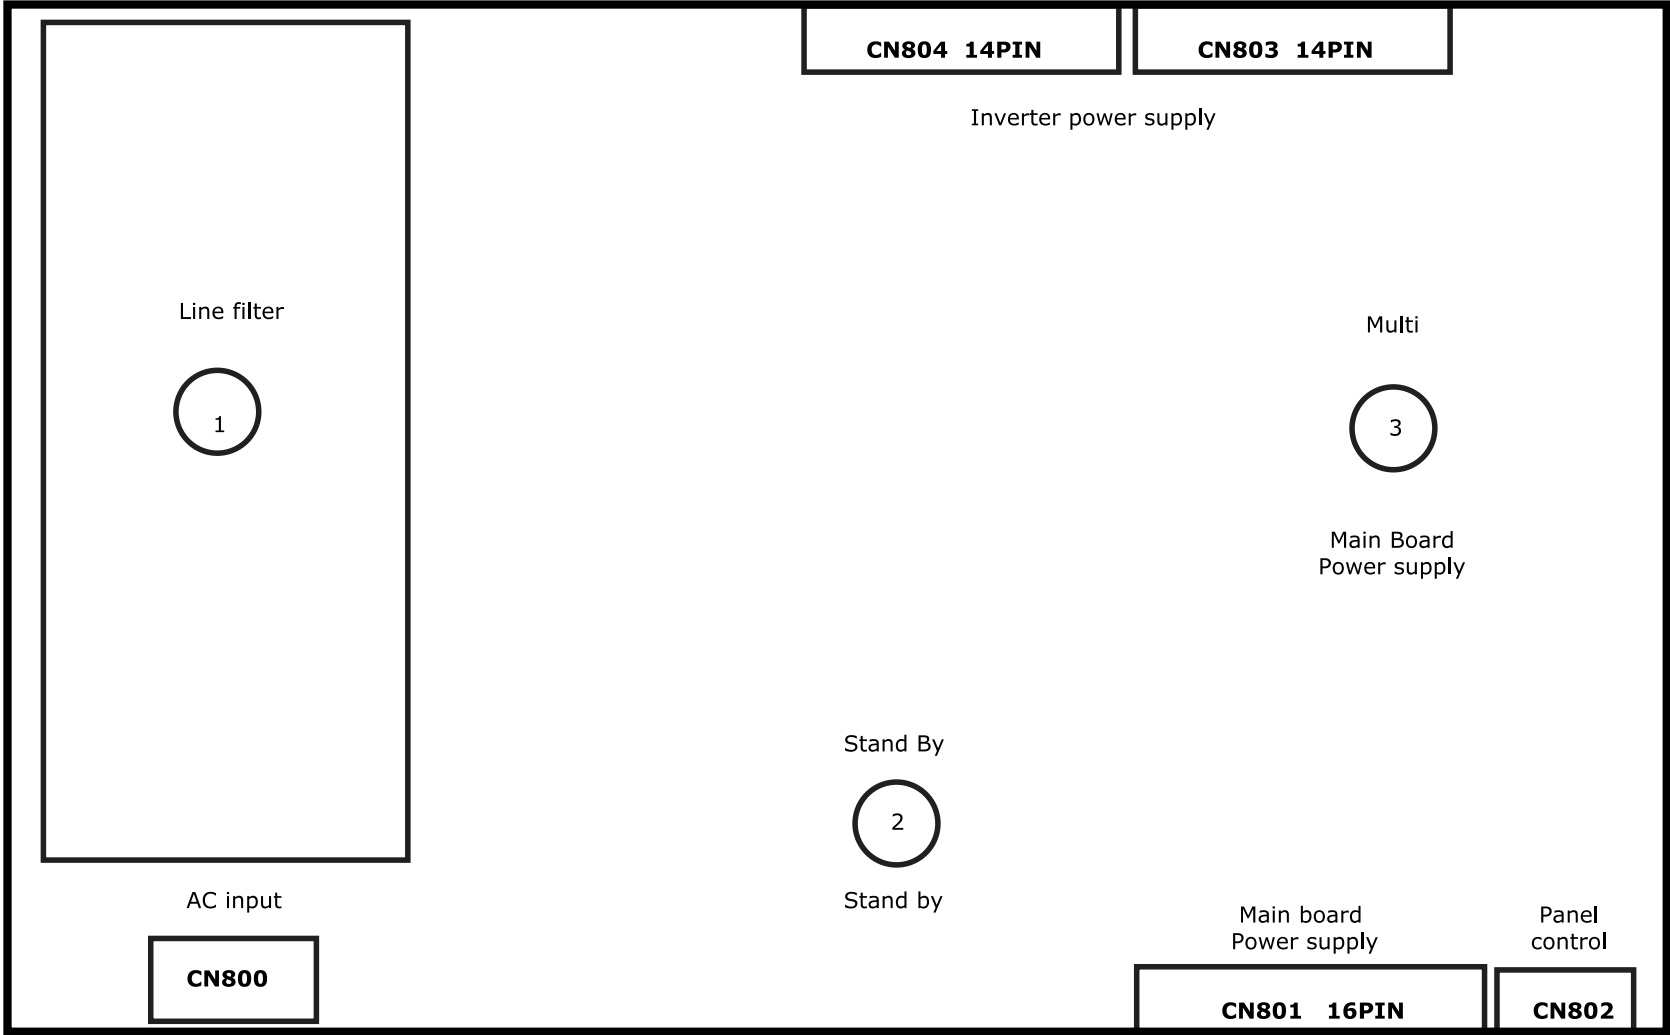 CN804 14PIN
CN803 14PIN
Inverter power supply
Line filter
1
Multi
3
Main Board
Power supply
Stand By
2
Stand by
AC input
CN800
Main board
Power supply
CN801 16PIN
Panel
control
CN802